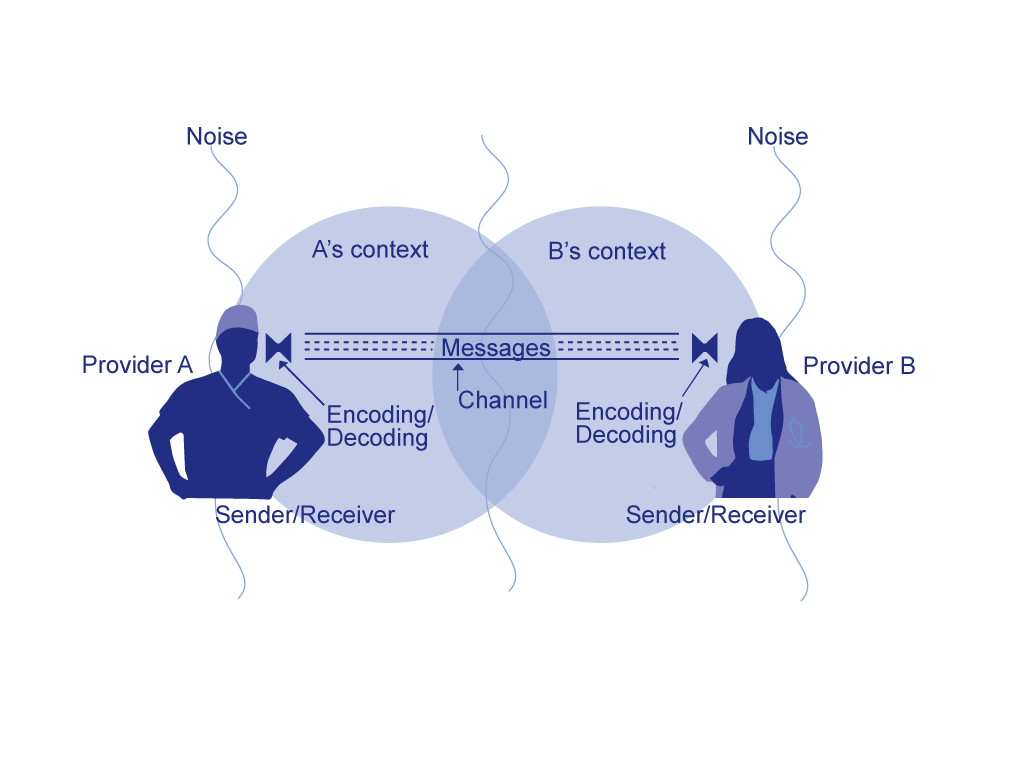 Noise
Noise
A’s context
B’s context
Messages
Provider A
Provider B
Channel
Encoding/
Decoding
Encoding/
Decoding
Sender/Receiver
Sender/Receiver